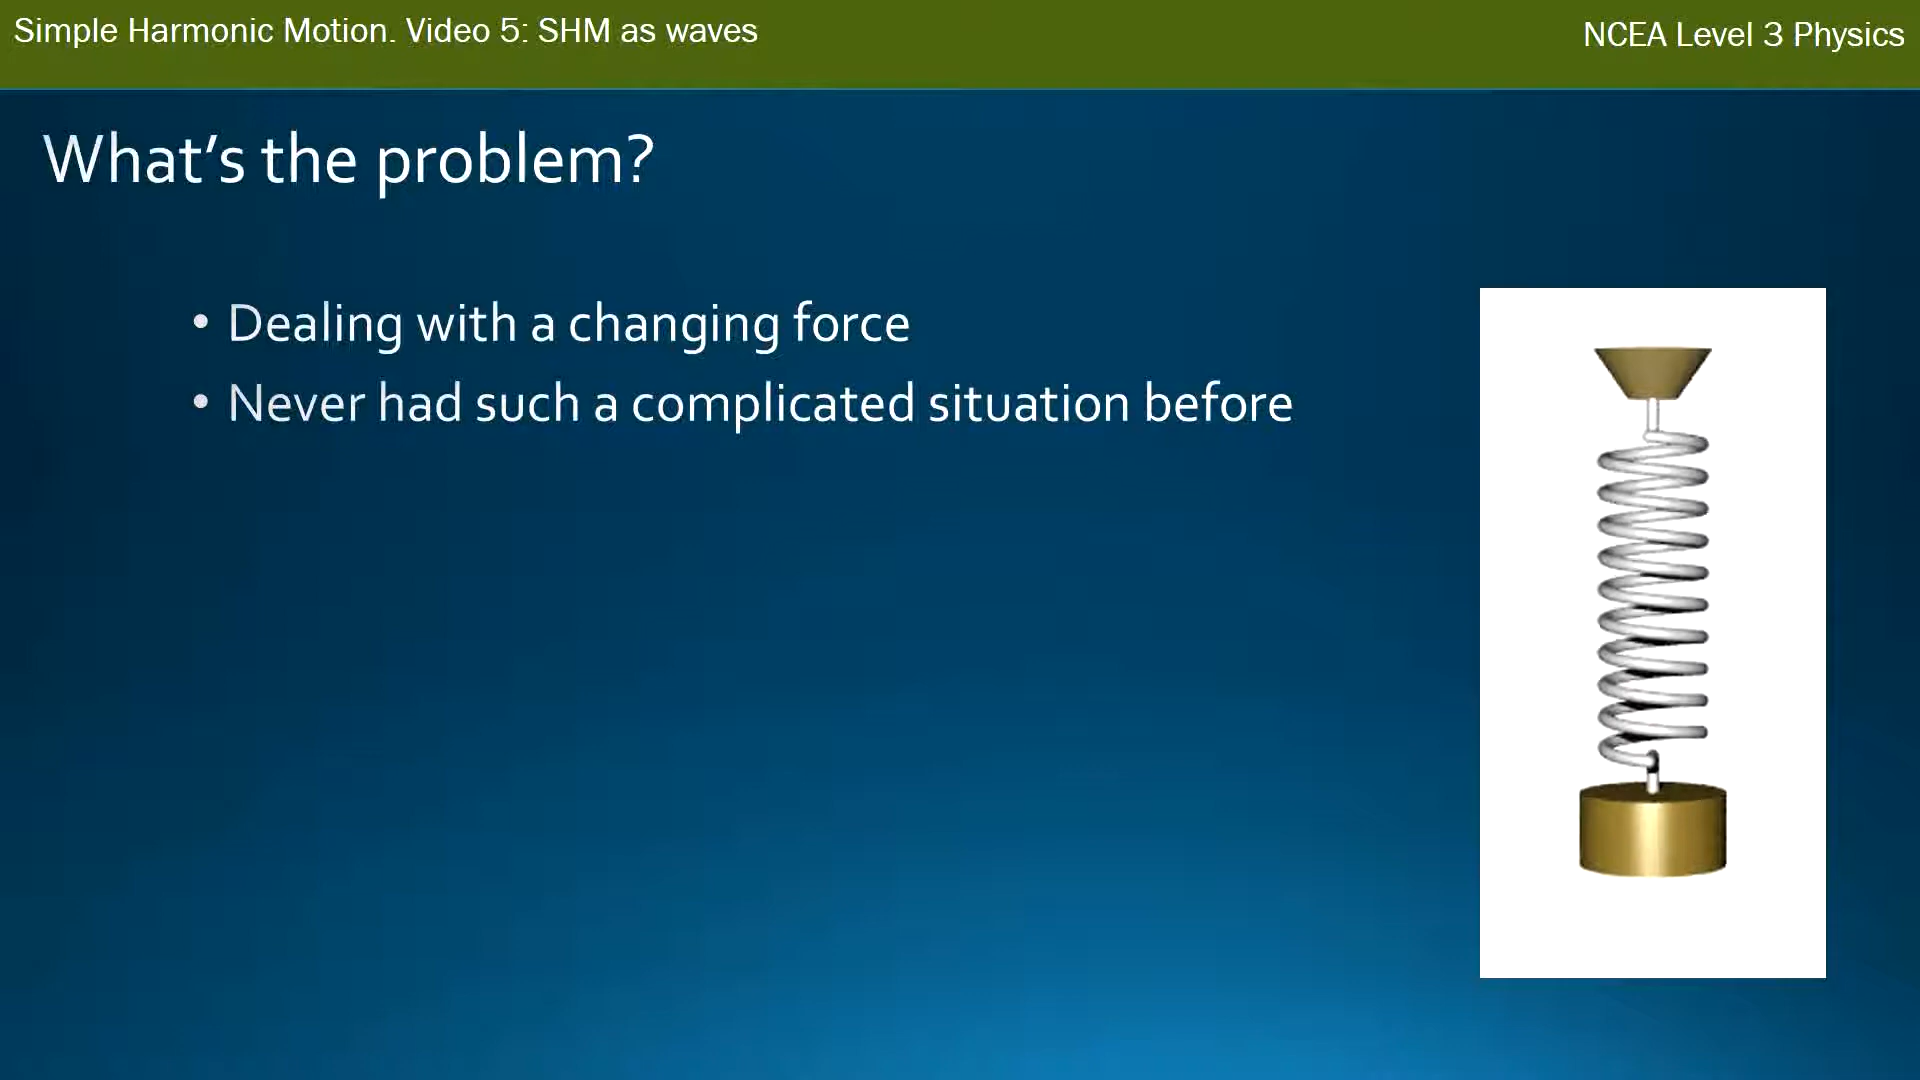 Simple Harmonic Motion. Video 5: SHM as waves
NCEA Level 3 Physics
What’s the problem?
• Dealing with a changing force
• Never had such a complicated situation before